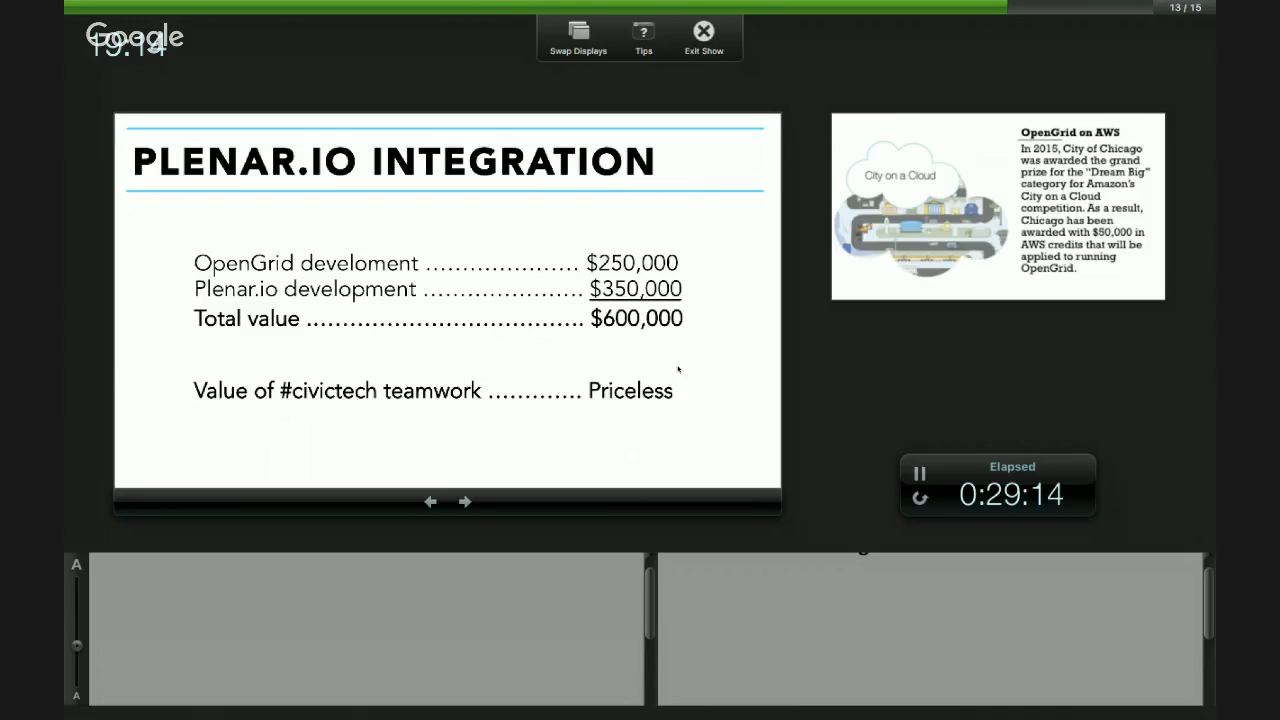 13 / 15
Google
19:14
Swap Displays
Tips
Exit Show
PLENAR.IO INTEGRATION
OpenGrid develoment ..................... $250,000
Plenar.io development ...................... $350,000
Total value ...................................... $600,000
Value of #civictech teamwork ............. Priceless
City on a Cloud
OpenGrid on AWS
In 2015, City of Chicago
was awarded the grand
prize for the “Dream Big”
category for Amazon’s
City on a Cloud
competition. As a result,
Chicago has been
awarded with $50,000 in
AWS credits that will be
applied to running
OpenGrid.
Elapsed
0:29:14
A
A